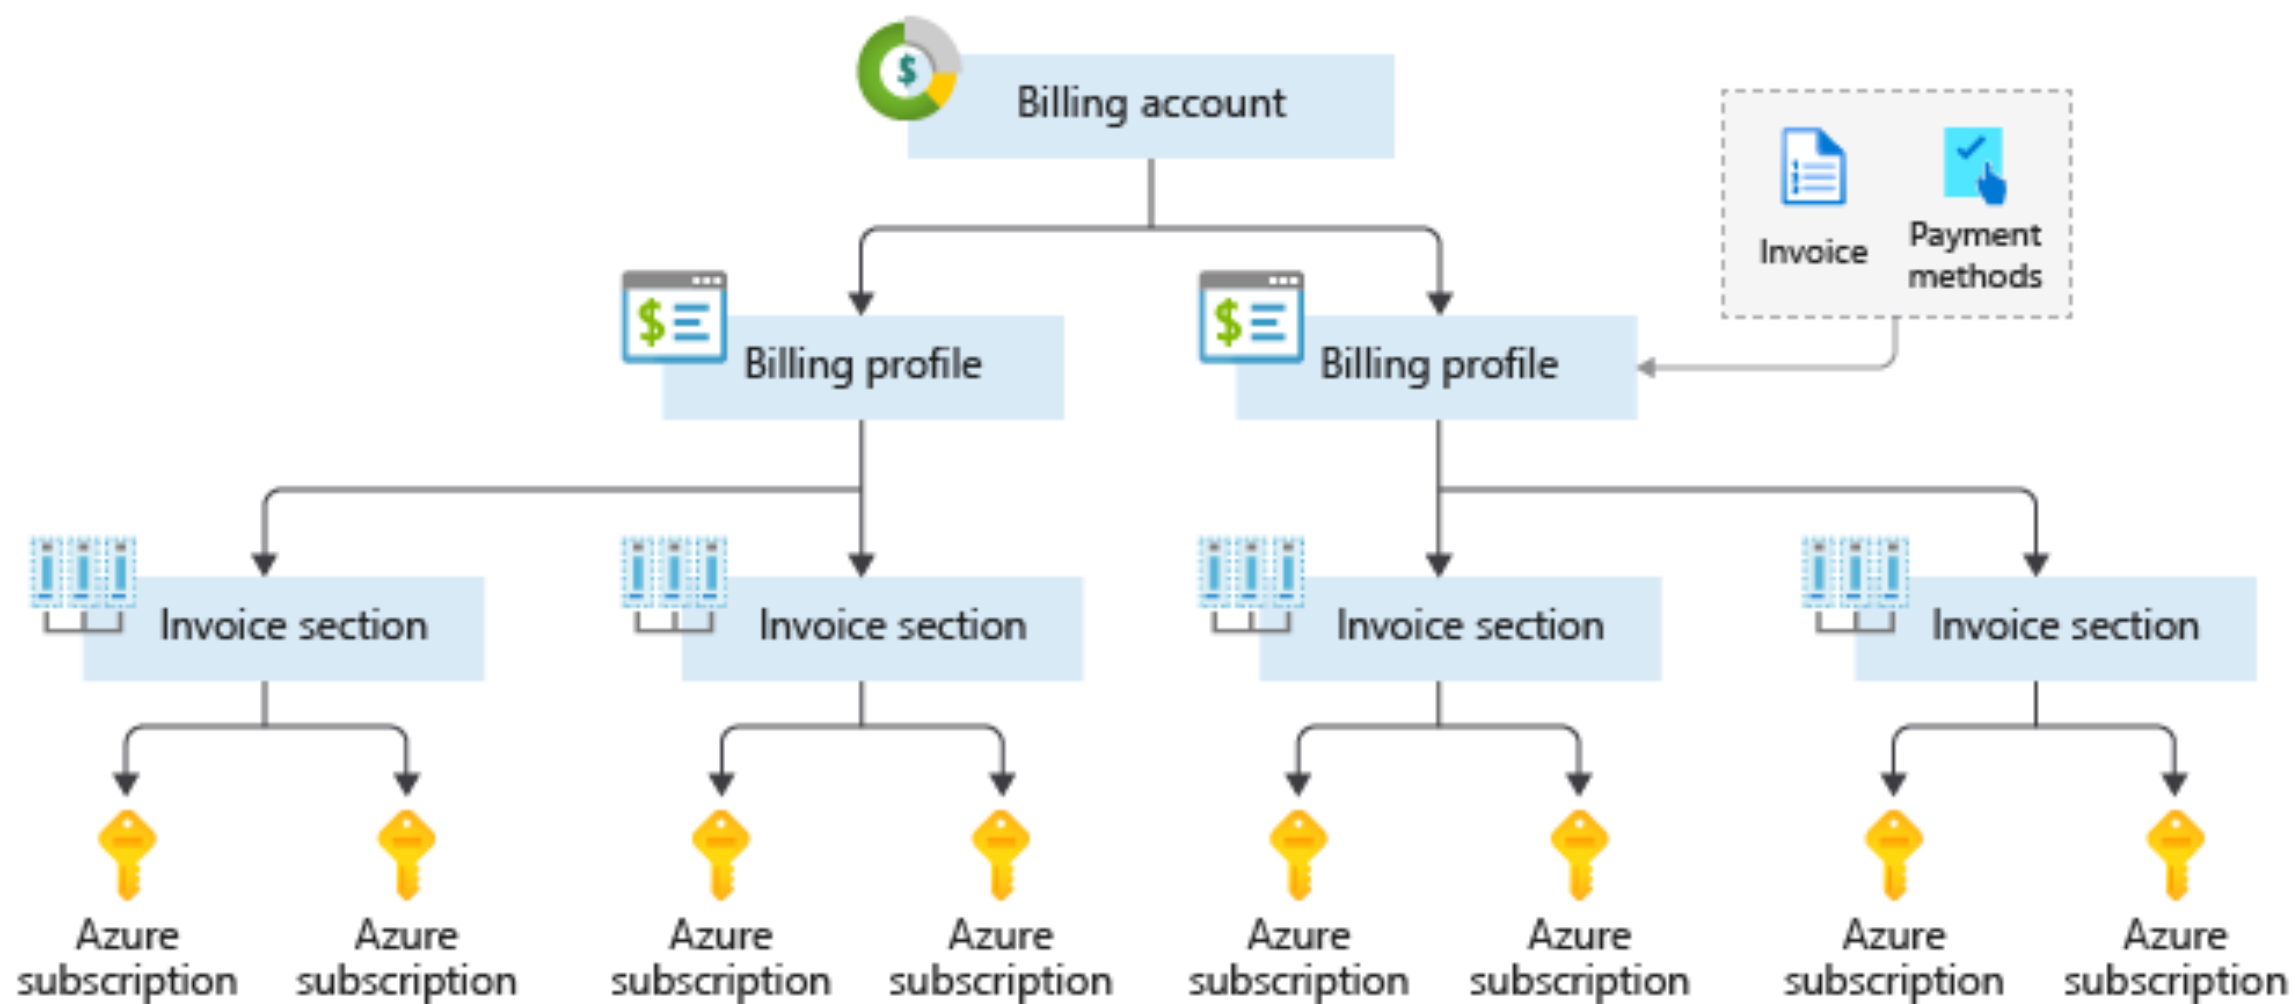 Billing account
Invoice
Payment
methods
Billing profile
Billing profile
Invoice section
Invoice section
Invoice section
Invoice section
Azure
subscription
Azure
subscription
Azure
subscription
Azure
subscription
Azure
subscription
Azure
subscription
Azure
subscription
Azure
subscription